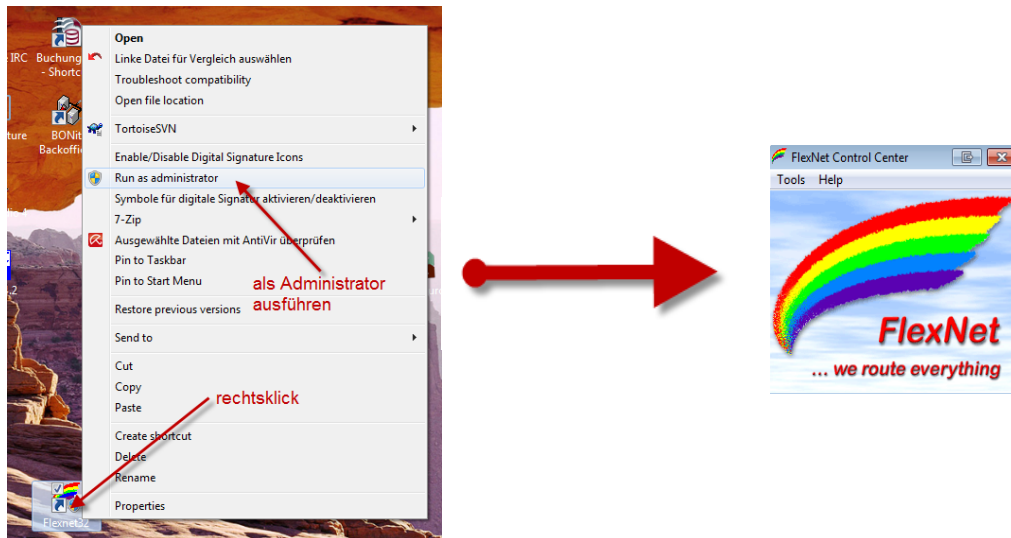 IRC
Buchung
- Shortc
ture
BONit
Backoffi
.2
Flexnet32
Open
Linke Datei für Vergleich auswählen
Troubleshoot compatibility
Open file location
TortoiseSVN
Enable/Disable Digital Signature Icons
Run as administrator
Symbole für digitale Signatur aktivieren/deaktivieren
7-Zip
Ausgewählte Dateien mit AntiVir überprüfen
Pin to Taskbar
Pin to Start Menu
als Administrator
ausführen
Restore previous versions
Send to
Cut
Copy
rechtsklick
Paste
Create shortcut
Delete
Rename
Properties
FlexNet Control Center
Tools Help
FlexNet
... we route everything